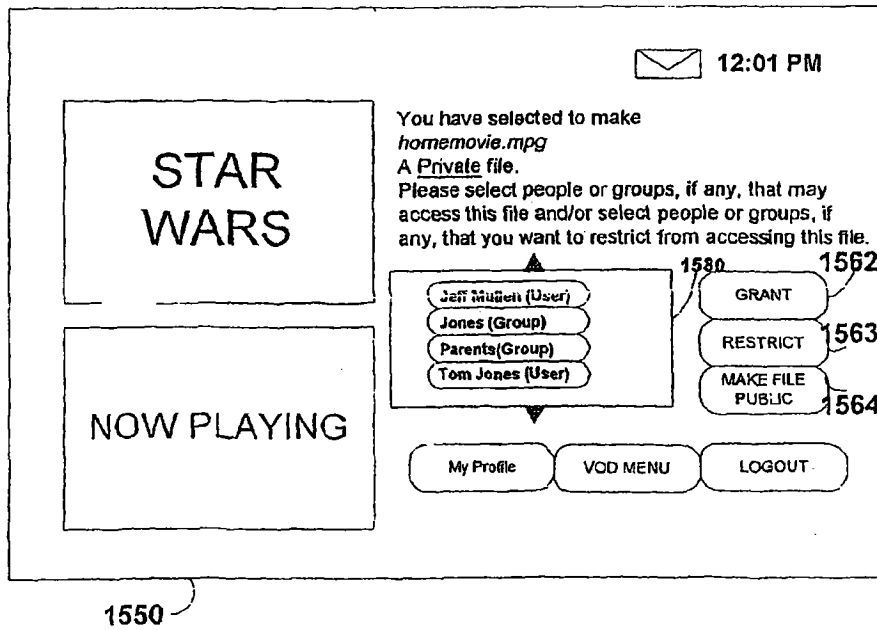 12:01 PM
STAR
WARS
You have selected to make
homemovie.mpg
A Private file.
Please select people or groups, if any, that may
access this file and/or select people or groups, if
any, that you want to restrict from accessing this file.
1580
1562
Jeff Mullen (User)
Jones (Group)
Parents(Group)
Tom Jones (User)
GRANT
RESTRICT
1563
MAKE FILE
PUBLIC
1564
NOW PLAYING
My Profile
VOD MENU
LOGOUT
1550